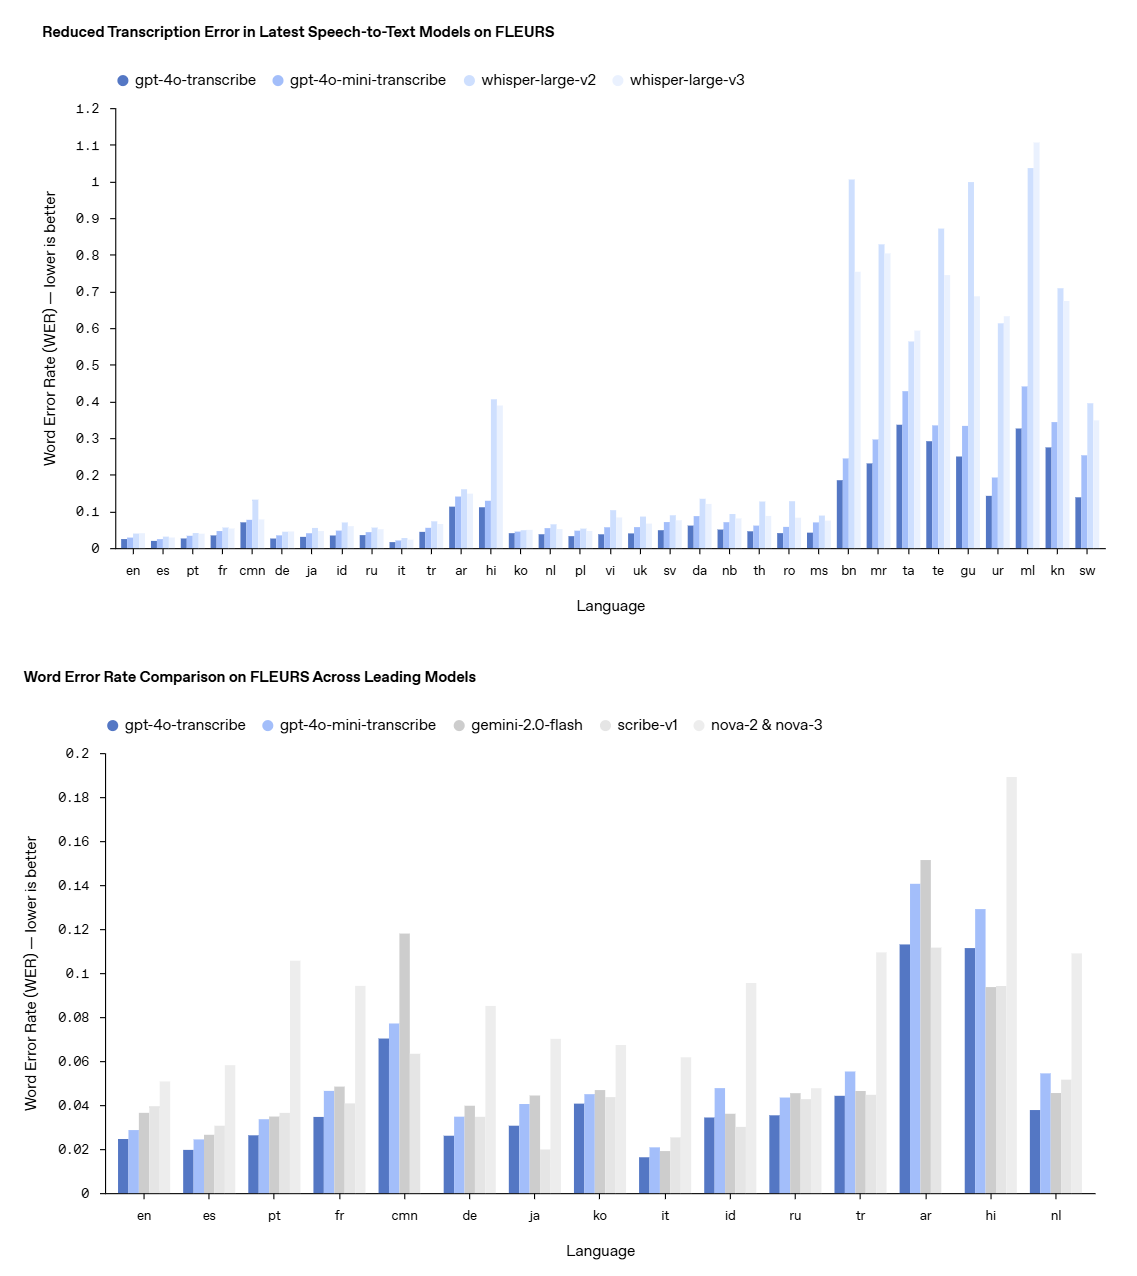 Reduced Transcription Error in Latest Speech-to-Text Models on FLEURS
gpt-4o-transcribe gpt-4o-mini-transcribe whisper-large-v2 whisper-large-v3
Word Error Rate (WER) — lower is better
1.2
1.1
1
0.9
0.8
0.7
0.6
0.5
0.4
0.3
0.2
0.1
0
en es pt fr cmn de ja id ru it tr ar hi ko nl pl vi uk sv da nb th ro ms bn mr ta te gu ur ml kn sw
Language
Word Error Rate Comparison on FLEURS Across Leading Models
gpt-4o-transcribe gpt-4o-mini-transcribe gemini-2.0-flash scribe-v1 nova-2 & nova-3
Word Error Rate (WER) — lower is better
0.2
0.18
0.16
0.14
0.12
0.1
0.08
0.06
0.04
0.02
0
en es pt fr cmn de ja ko it id ru tr ar hi nl
Language